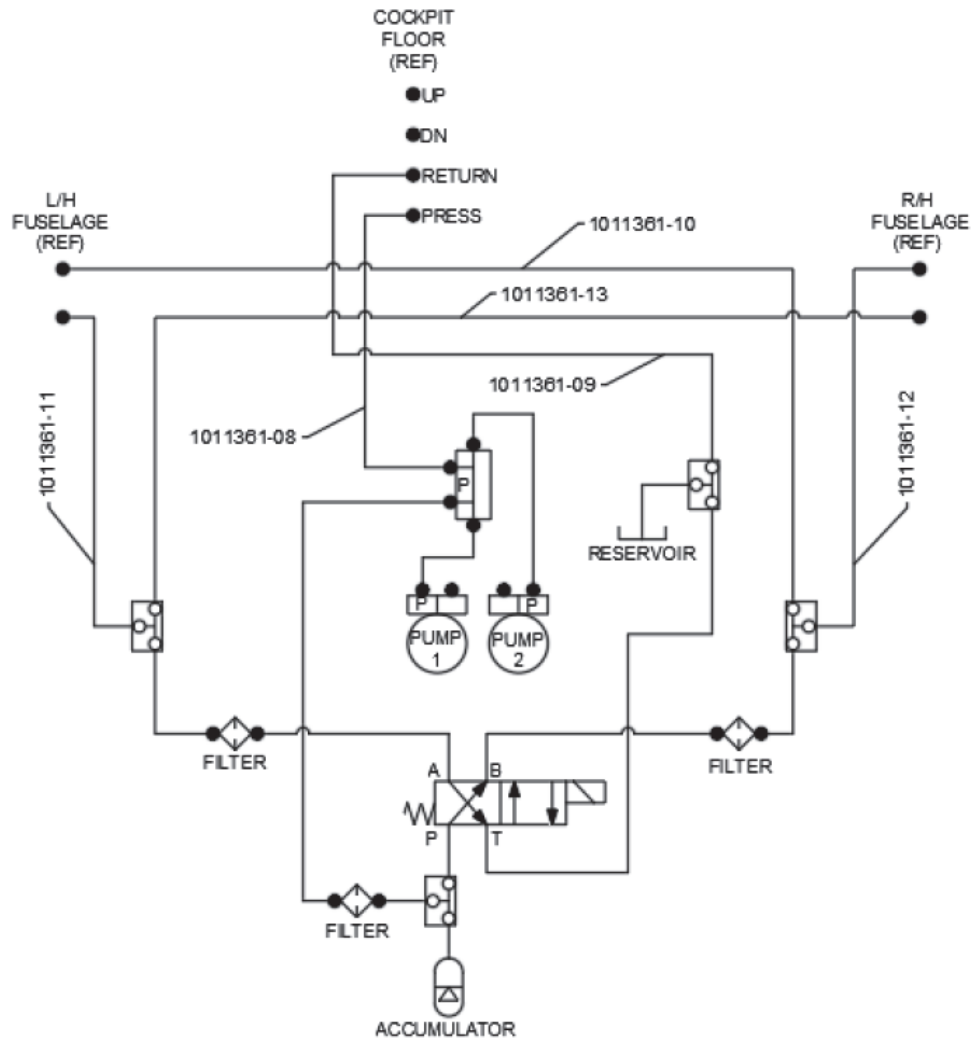 COCKPIT
FLOOR
(REF)
UP
DN
RETURN
PRESS
L/H
FUSELAGE
(REF)
R/H
FUSELAGE
(REF)
1011361-10
1011361-13
1011361-09
1011361-08
1011361-11
1011361-12
P
RESERVOIR
P
P
PUMP
1
PUMP
2
FILTER
FILTER
A
B
P
T
FILTER
ACCUMULATOR